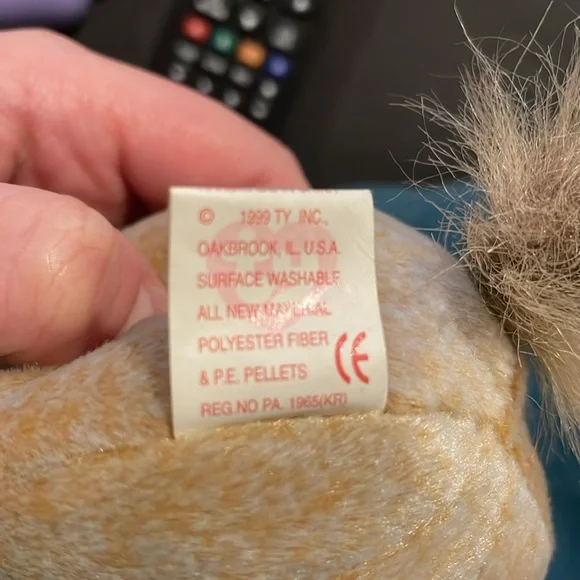 © 1999 TY INC.,
OAKBROOK, IL. U.S.A.
SURFACE WASHABLE
ALL NEW MATERIAL
POLYESTER FIBER
& P.E. PELLETS
CE
REG.NO PA. 1965(KR)